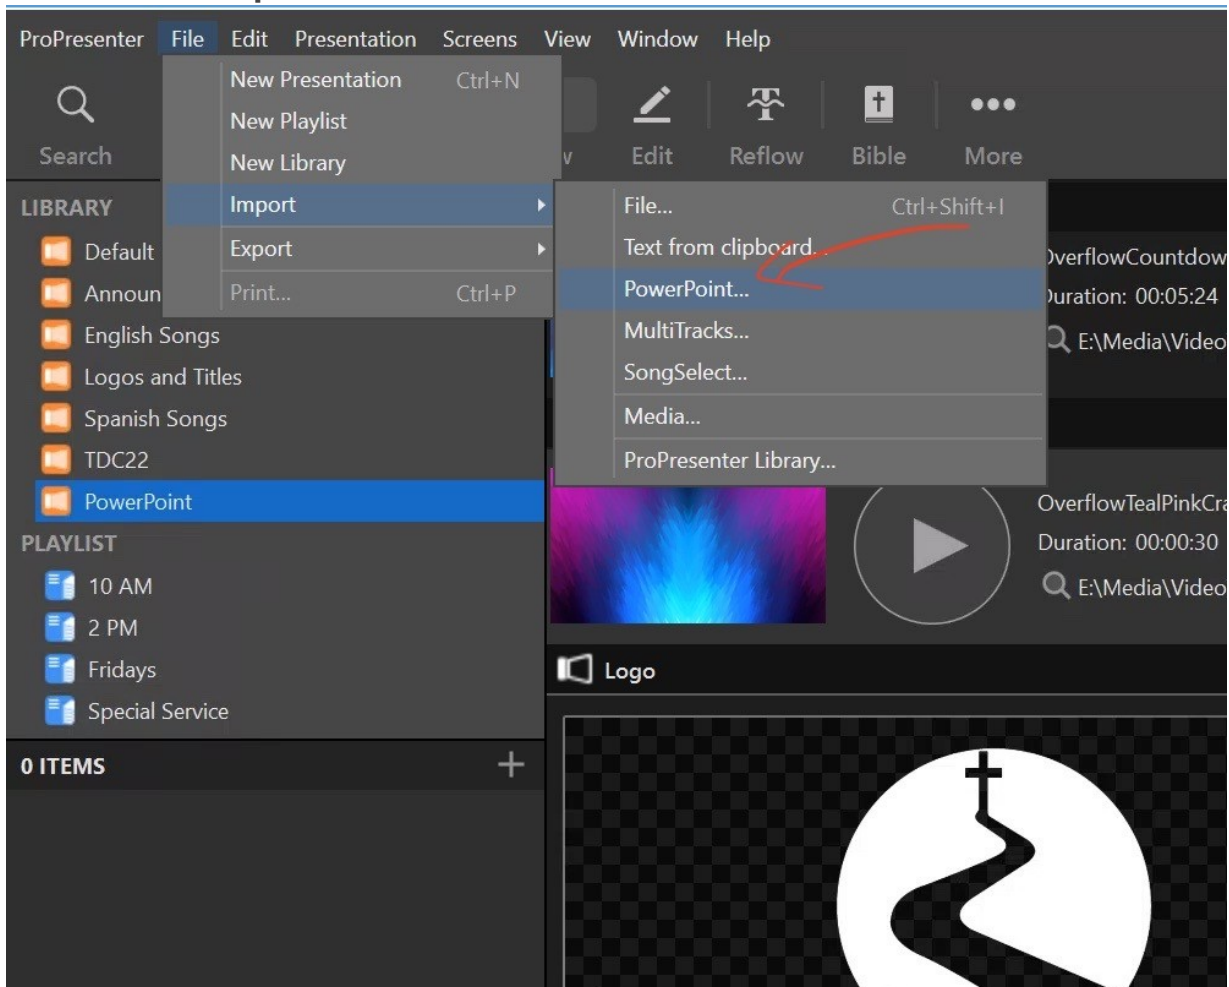 ProPresenter File Edit Presentation Screens View Window Help
New Presentation Ctrl+N
New Playlist
New Library
Import
Export
Print... Ctrl+P
File... Ctrl+Shift+I
Text from clipboard...
PowerPoint...
MultiTracks...
SongSelect...
Media...
ProPresenter Library...
Search
w
Edit
Reflow
Bible
More
LIBRARY
Default
Announ
English Songs
Logos and Titles
Spanish Songs
TDC22
PowerPoint
PLAYLIST
10 AM
2 PM
Fridays
Special Service
0 ITEMS
OverflowCountdow
Duration: 00:05:24
E:\Media\Video
OverflowTealPinkCra
Duration: 00:00:30
E:\Media\Video
Logo